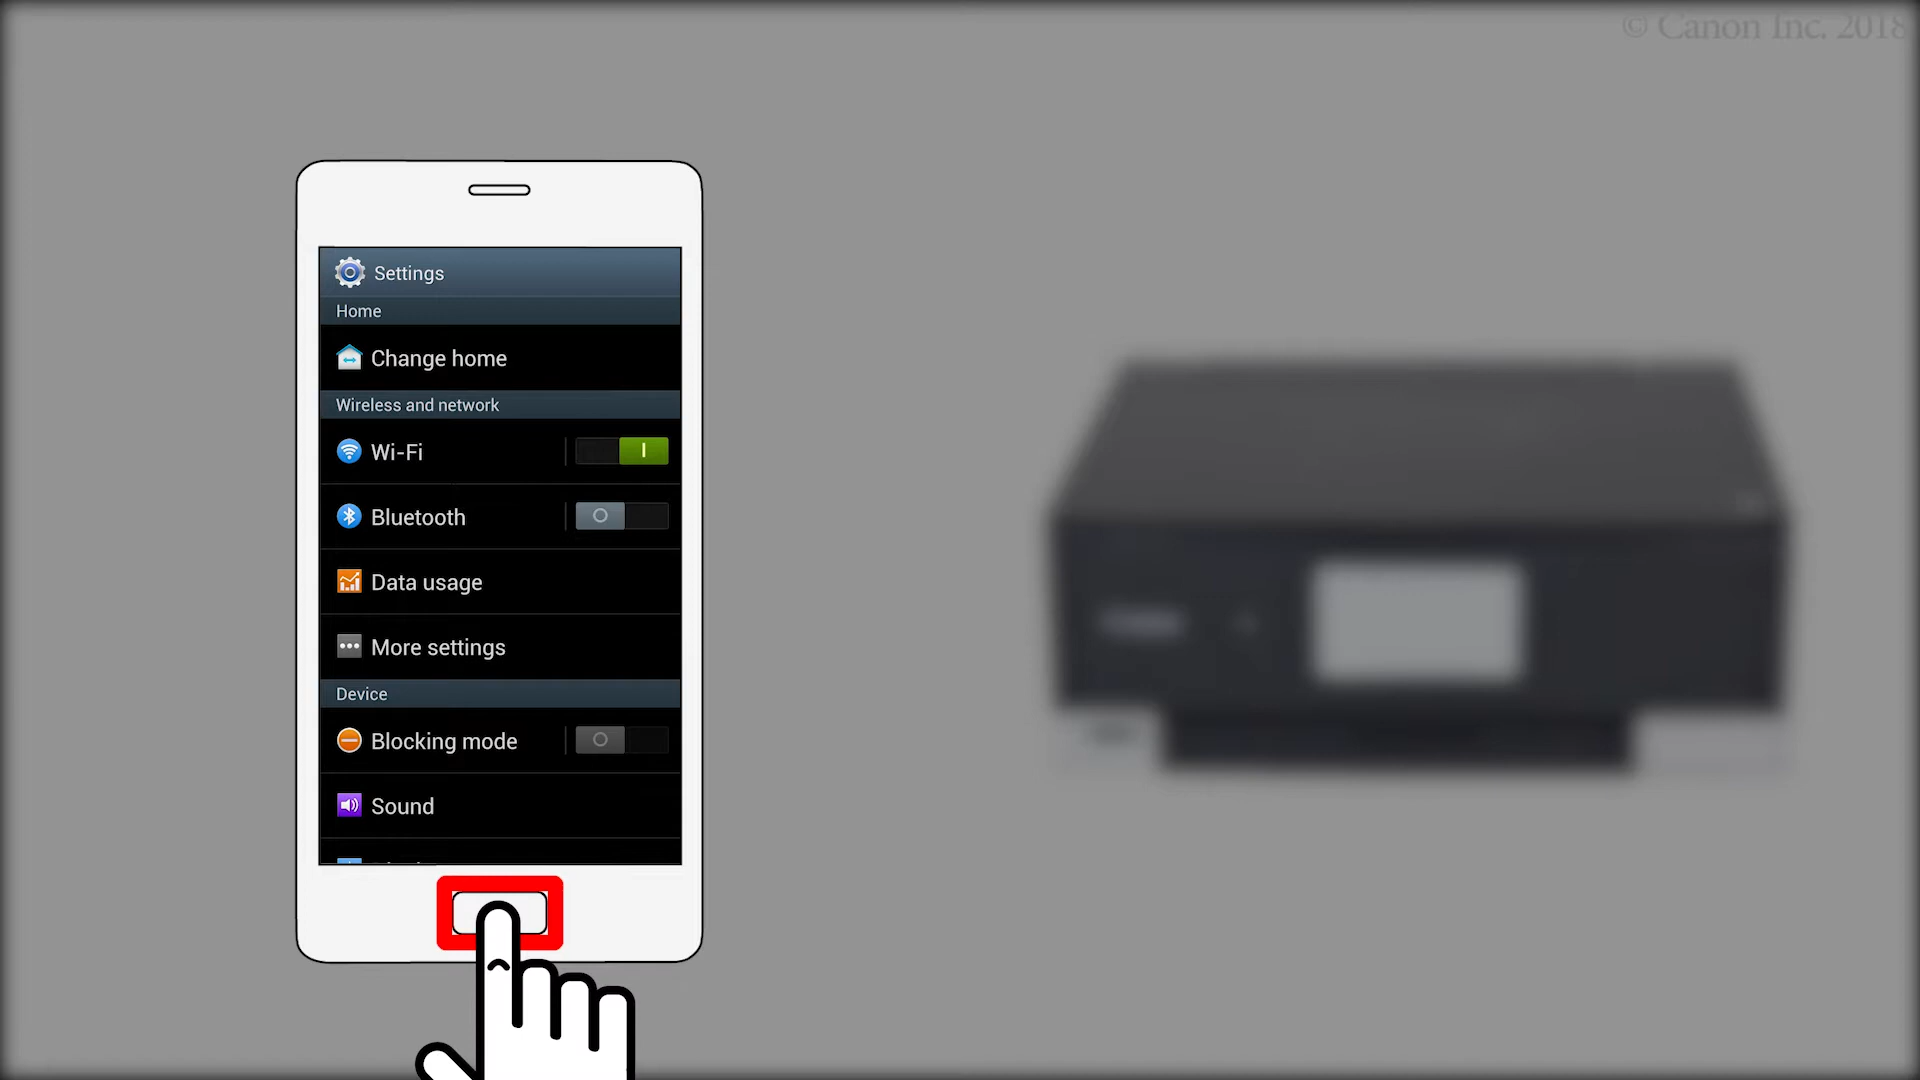 © Canon Inc. 2018
Settings
Home
Change home
Wireless and network
Wi-Fi
Bluetooth
Data usage
More settings
Device
Blocking mode
Sound